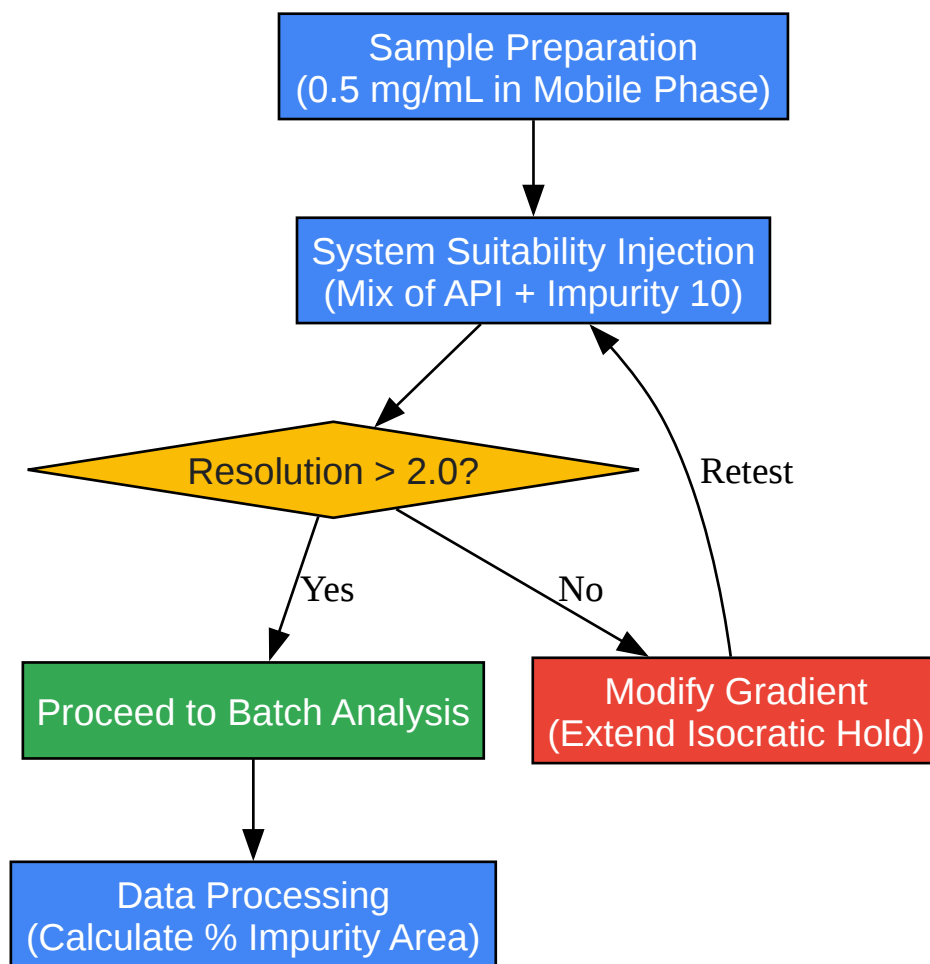 Sample Preparation
(0.5 mg/mL in Mobile Phase)
System Suitability Injection
(Mix of API + Impurity 10)
Resolution > 2.0?
Retest
Yes
No
Proceed to Batch Analysis
Modify Gradient
(Extend Isocratic Hold)
Data Processing
(Calculate % Impurity Area)